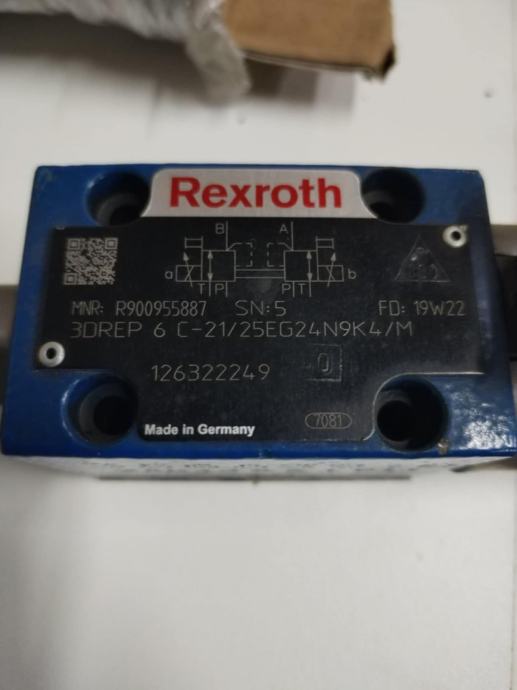 Rexroth
B A
a b
T P P T
MNR: R900955887 SN:5 FD: 19W22
3DREP 6 C-21/25EG24N9K4/M
126322249
Made in Germany
7081